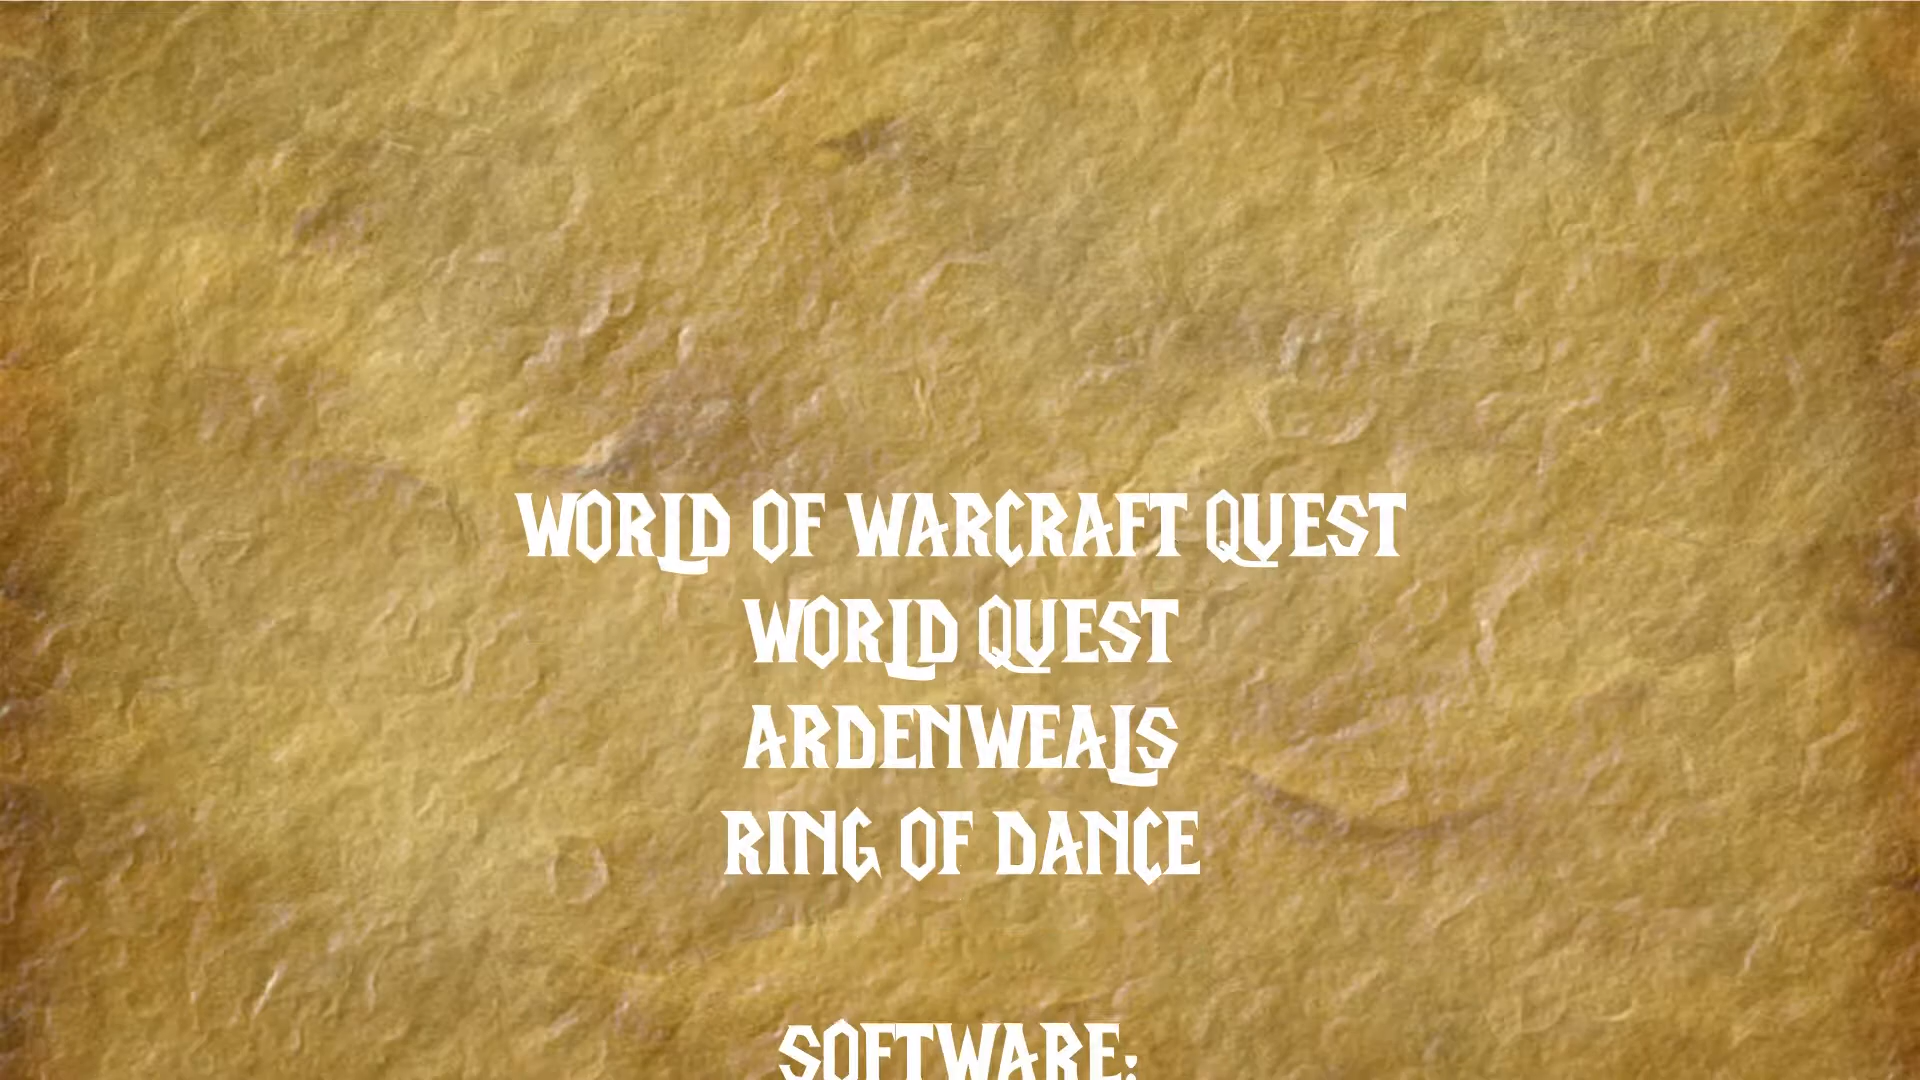 WORLD OF WARCRAFT QUEST
WORLD QUEST
ARDENWEALS
RING OF DANCE
SOFTWARE: